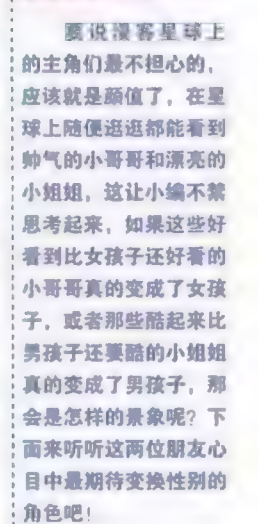 要说漫客星球上
的主角们最不担心的，
应该就是颜值了，在星
球上随便逛逛都能看到
帅气的小哥哥和漂亮的
小姐姐，这让小编不禁
思考起来，如果这些好
看到比女孩子还好看的
小哥哥真的变成了女孩
子，或者那些酷起来比
男孩子还要酷的小姐姐
真的变成了男孩子，那
会是怎样的景象呢？下
面来听听这两位朋友心
目中最期待变换性别的
角色吧！